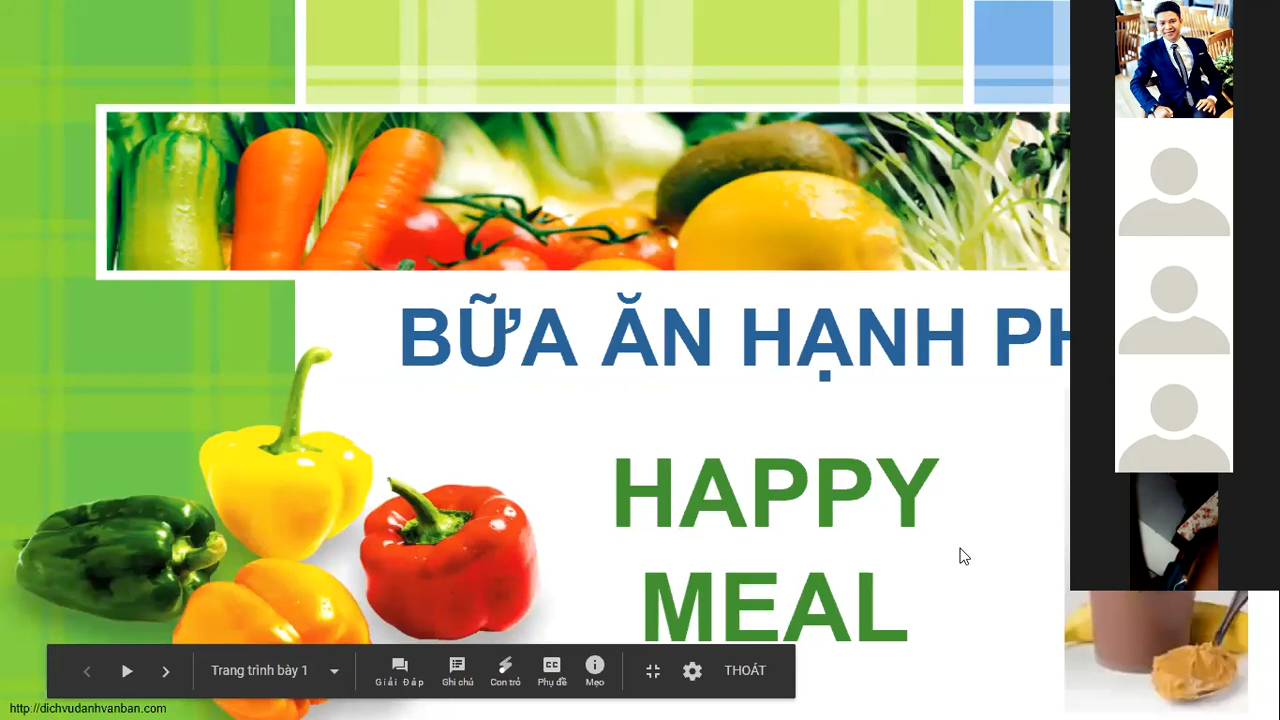 BỮA ĂN HẠNH PH
HAPPY
MEAL
Trang trình bày 1
Giải Đáp
Ghi chú
Con trỏ
Phụ đề
Mẹo
THOÁT
http://dichvudanhvanban.com